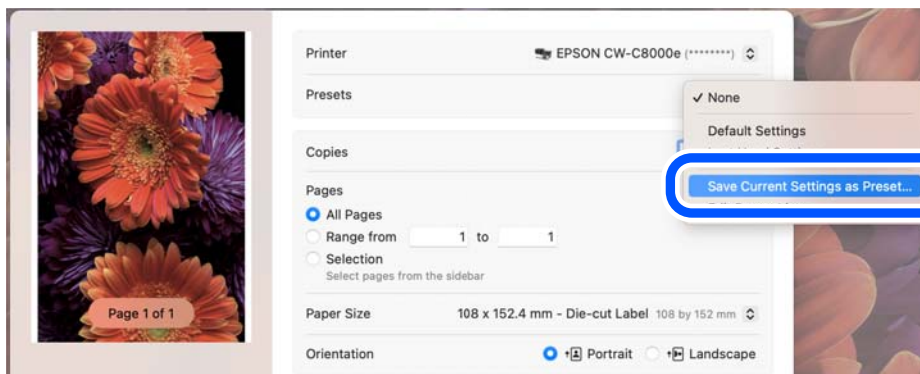 Printer EPSON CW-C8000e (********)
Presets
✓ None
Default Settings
Save Current Settings as Preset...
Copies
Pages
All Pages
Range from 1 to 1
Selection
Select pages from the sidebar
Page 1 of 1
Paper Size 108 x 152.4 mm - Die-cut Label 108 by 152 mm
Orientation Portrait Landscape